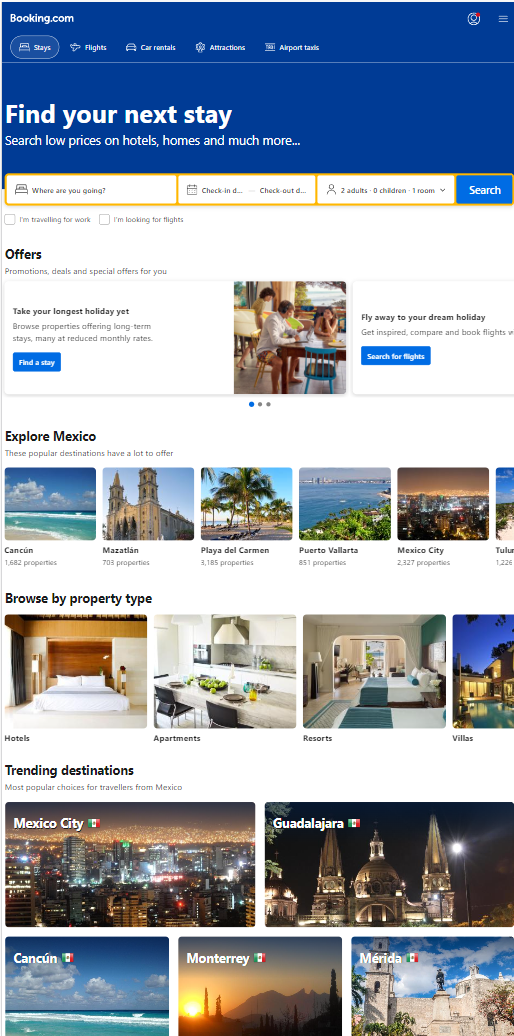 Booking.com
Stays
Flights
Car rentals
Attractions
Airport taxis
Find your next stay
Search low prices on hotels, homes and much more...
Where are you going?
Check-in d... — Check-out d...
2 adults · 0 children · 1 room
Search
I'm travelling for work
I'm looking for flights
Offers
Promotions, deals and special offers for you
Take your longest holiday yet
Browse properties offering long-term
stays, many at reduced monthly rates.
Find a stay
Fly away to your dream holiday
Get inspired, compare and book flights
Search for flights
Explore Mexico
These popular destinations have a lot to offer
Cancún
1,682 properties
Mazatlán
703 properties
Playa del Carmen
3,185 properties
Puerto Vallarta
851 properties
Mexico City
2,327 properties
Tulu
1,226
Browse by property type
Hotels
Apartments
Resorts
Villas
Trending destinations
Most popular choices for travellers from Mexico
Mexico City
Guadalajara
Cancún
Monterrey
Mérida